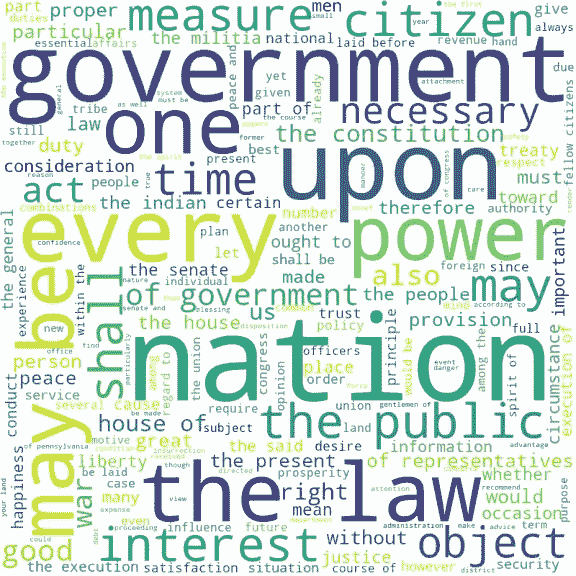 part
duties
proper
measure
citizen
men
small
year
the first
give
always
particular
the militia
national
laid before
revenue
hand
essential
affairs
government
peace and
already
yet
given
due
tribe
as well
system
must be
attachment
still
law
one
part of
the course
necessary
together
duty
the spirit
former
the constitution
fellow citizens
consideration
reason
true
present
best
upon
manner
of congress
care
treaty
respect
act
people
time
must
toward
the indian
certain
therefore
authority
combinations
number
another
every
power
the general
experience
confidence
plan
let
ought to
shall be
made
also
important
bee
within the
shall
the senate
nature
individual
foreign
since
may
of government
us
the people
according to
senate and
blessing
trust
policy
provision
full
new
office
the house
disposition
nation
person
peace
particularly
regard to
the union
congress
opinion
officers
place
order
principle
would be
among the
event
danger
force
spirit of
circumstance
execution of
conduct
service
several
cause
be made
require
union
gentlemen of
may
house of
subject
land
the public
of pennsylvania
motive
great
insurrection
the said
desire
information
advantage
happiness
liberty
the present
of representatives
be laid
though
directed
prosperity
whether
your land
war
case
the law
right
attention
recommend
would
many
view
mean
object
occasion
purpose
expense
even
influence
future
administration
make
advice
term
could
debt
proceeding
good
interest
justice
without
the execution
satisfaction
situation
course of
however
district
security